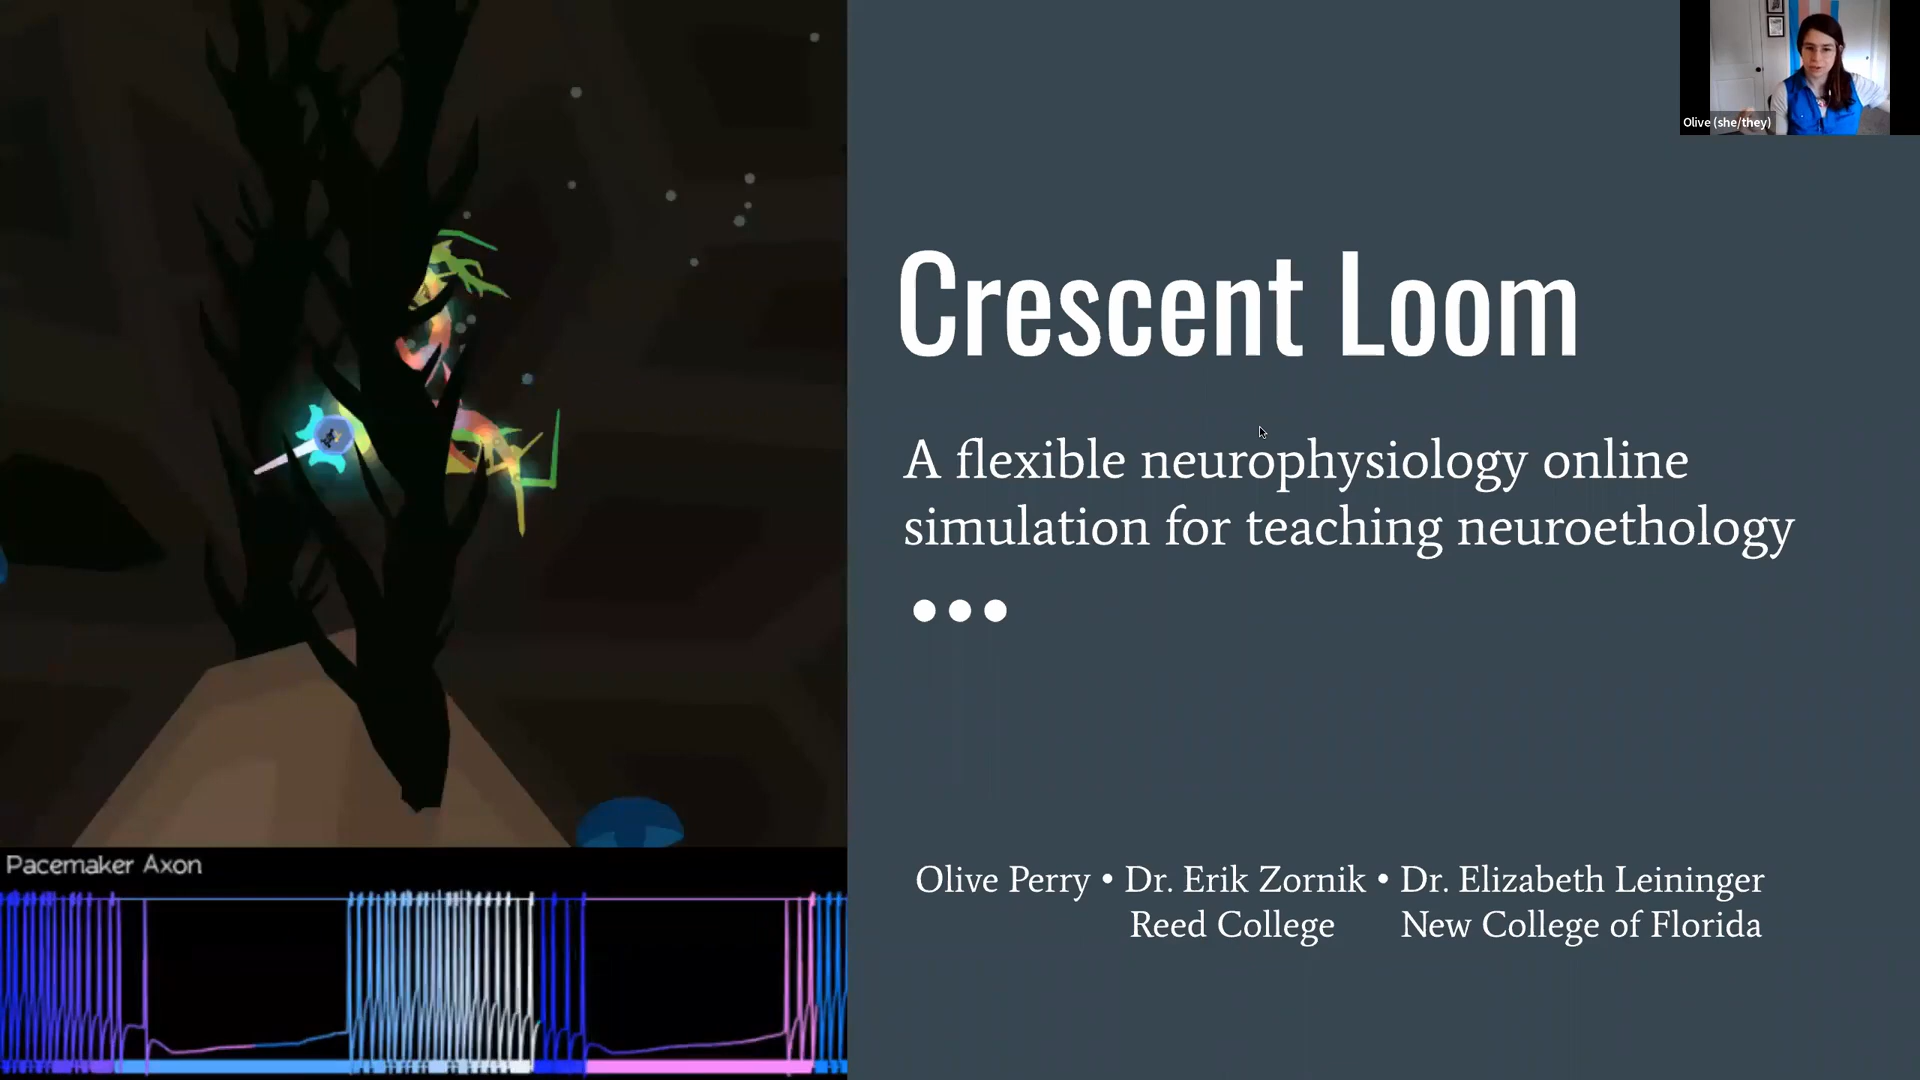 Olive (she/they)
Crescent Loom
A flexible neurophysiology online
simulation for teaching neuroethology
Olive Perry • Dr. Erik Zornik • Dr. Elizabeth Leininger
Reed College New College of Florida
Pacemaker Axon